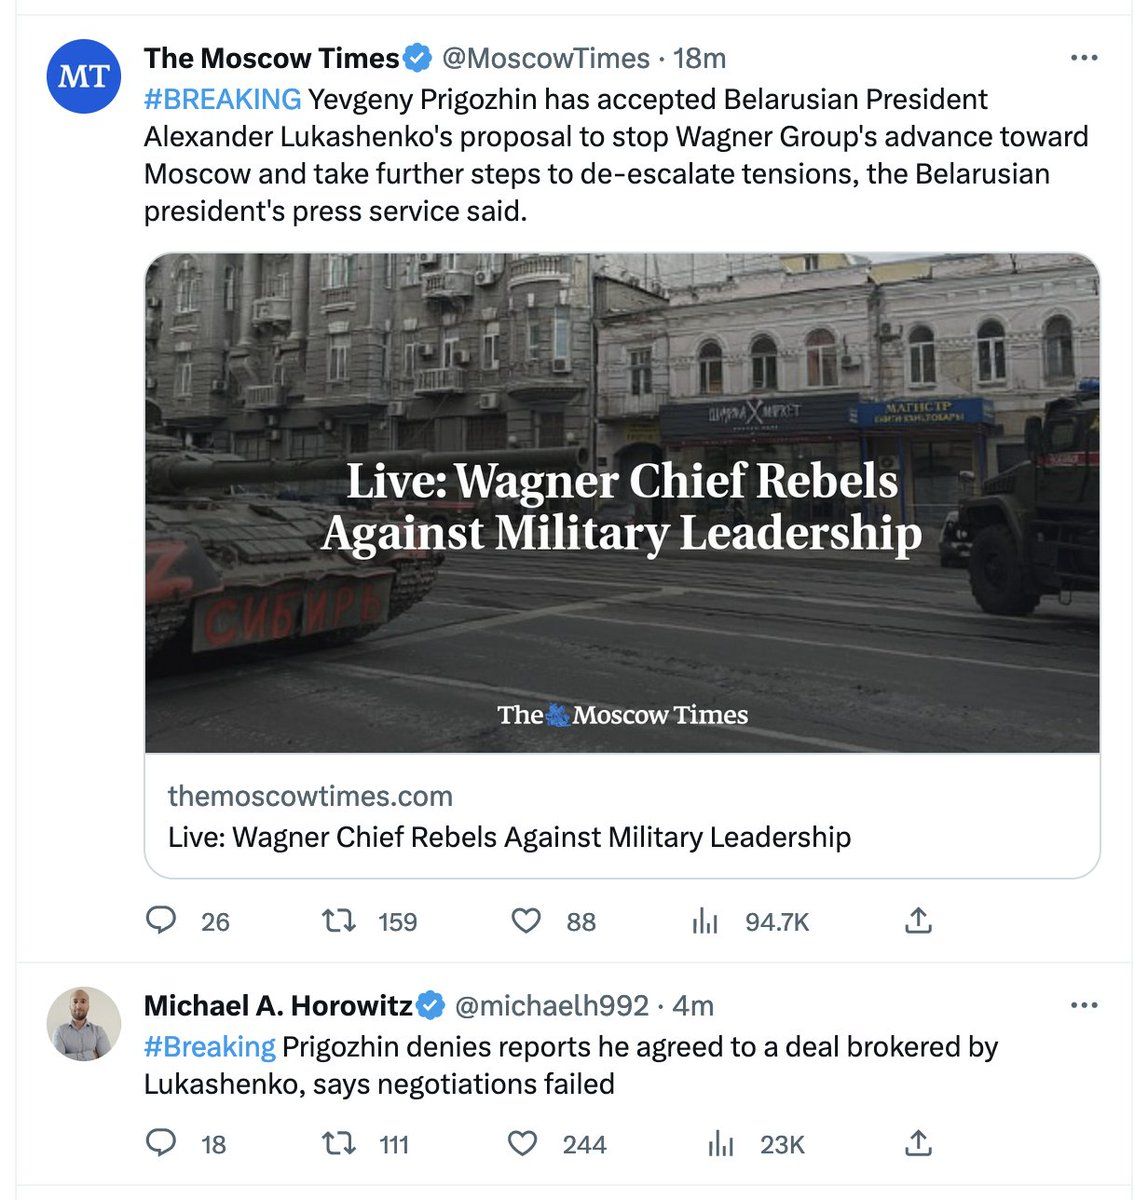 MT
The Moscow Times @MoscowTimes · 18m
#BREAKING Yevgeny Prigozhin has accepted Belarusian President
Alexander Lukashenko's proposal to stop Wagner Group's advance toward
Moscow and take further steps to de-escalate tensions, the Belarusian
president's press service said.
МАРКЕТ
МАГИСТР
Live: Wagner Chief Rebels
Against Military Leadership
СИБИРЬ
The Moscow Times
themoscowtimes.com
Live: Wagner Chief Rebels Against Military Leadership
26 159 88 94.7K
Michael A. Horowitz @michaelh992 · 4m
#Breaking Prigozhin denies reports he agreed to a deal brokered by
Lukashenko, says negotiations failed
18 111 244 23K